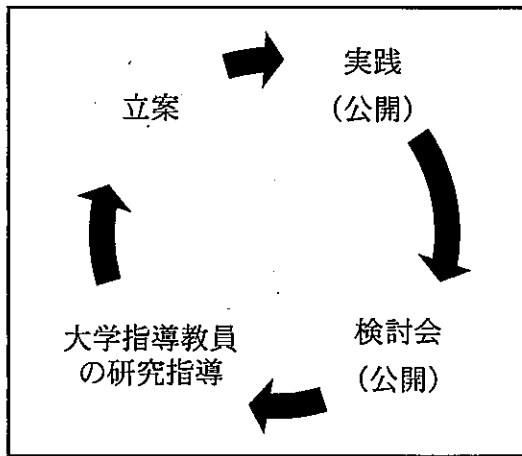 立案
実践
（公開）
検討会
（公開）
大学指導教員
の研究指導